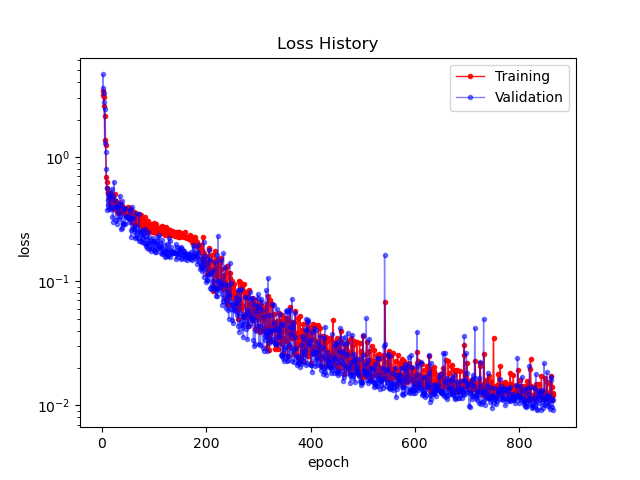 Loss History
Training
Validation
10⁰
10⁻¹
10⁻²
loss
0 200 400 600 800
epoch